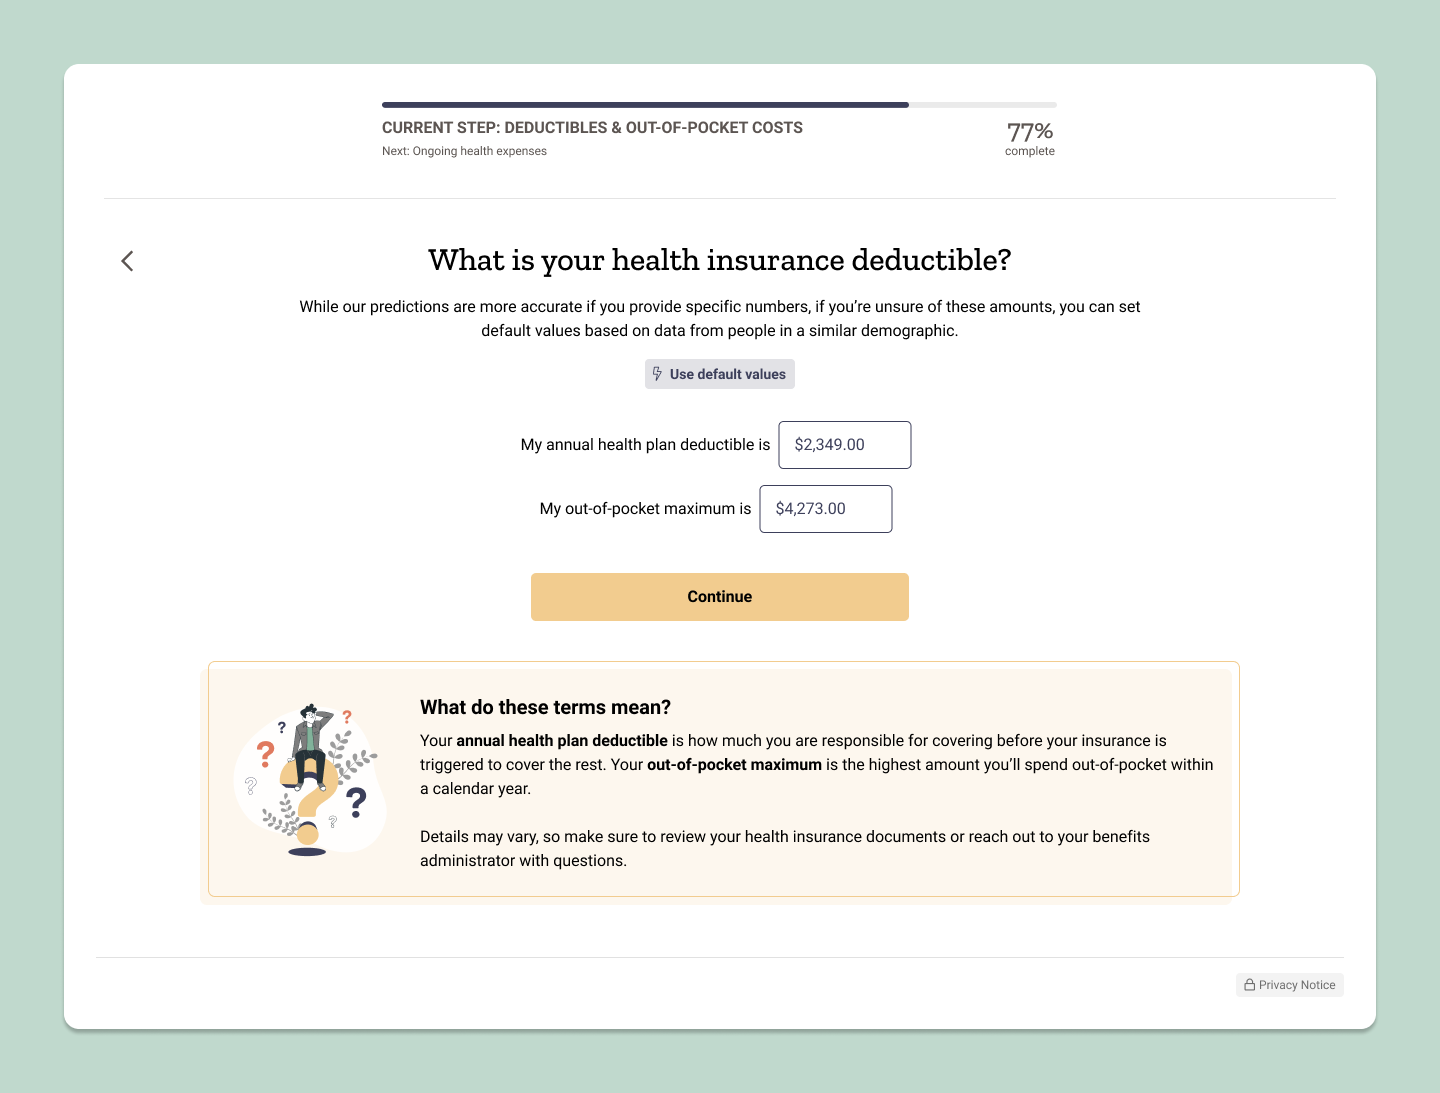 CURRENT STEP: DEDUCTIBLES & OUT-OF-POCKET COSTS
77%
Next: Ongoing health expenses
complete
What is your health insurance deductible?
While our predictions are more accurate if you provide specific numbers, if you’re unsure of these amounts, you can set
default values based on data from people in a similar demographic.
Use default values
My annual health plan deductible is $2,349.00
My out-of-pocket maximum is $4,273.00
Continue
What do these terms mean?
Your annual health plan deductible is how much you are responsible for covering before your insurance is
triggered to cover the rest. Your out-of-pocket maximum is the highest amount you’ll spend out-of-pocket within
a calendar year.
Details may vary, so make sure to review your health insurance documents or reach out to your benefits
administrator with questions.
Privacy Notice